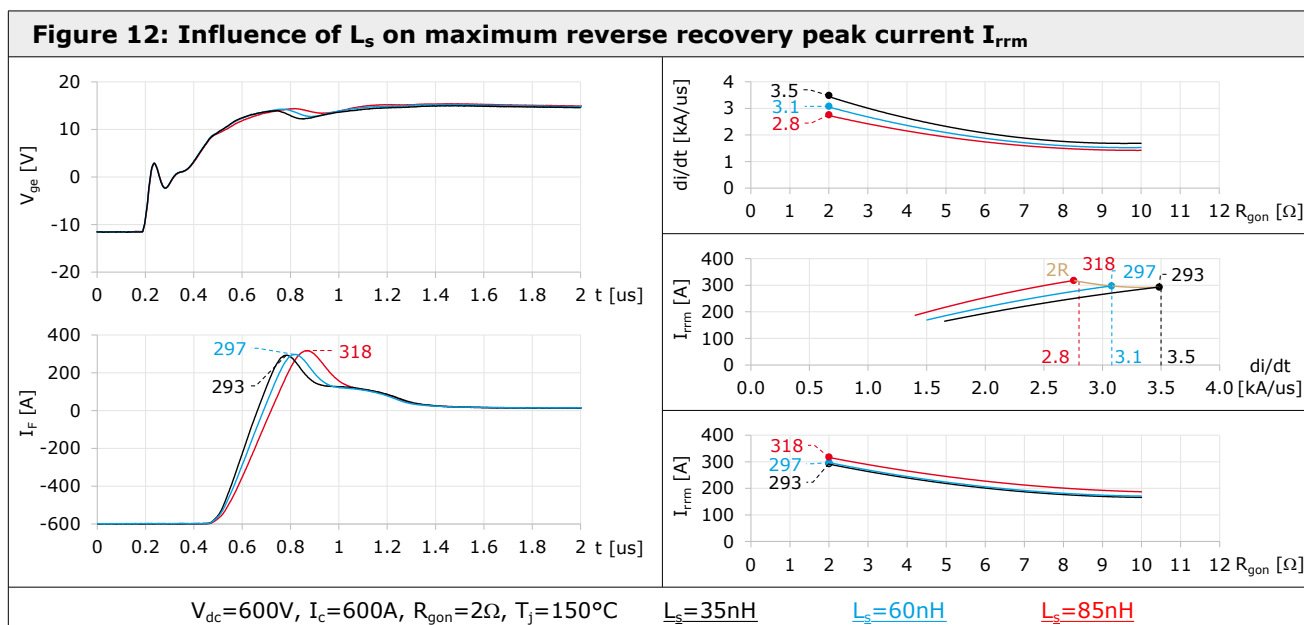 Figure 12: Influence of Ls on maximum reverse recovery peak current Irrm
20
10
0
-10
-20
Vge [V]
0 0.2 0.4 0.6 0.8 1 1.2 1.4 1.6 1.8 2 t [us]
400
200
0
-200
-400
-600
IF [A]
297
293
318
0 0.2 0.4 0.6 0.8 1 1.2 1.4 1.6 1.8 2 t [us]
4
3
2
1
0
di/dt [kA/us]
3.5
3.1
2.8
0 1 2 3 4 5 6 8 9 10 11 12 Rgon [Ω]
400
300
200
100
0
Irrm [A]
2R
318
297
293
2.8
3.1
3.5
0.0 0.5 1.0 1.5 2.0 2.5 3.0 3.5 4.0
di/dt
[kA/us]
400
300
200
100
0
Irrm [A]
318
297
293
0 1 2 3 4 5 6 8 9 10 11 12 Rgon [Ω]
Vdc=600V, Ic=600A, Rgon=2Ω, Tj=150°C Ls=35nH Ls=60nH Ls=85nH